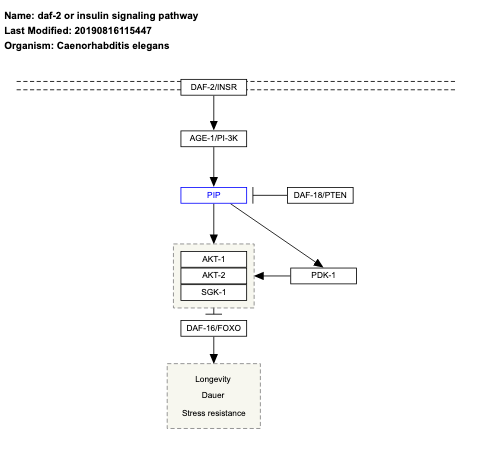 Name: daf-2 or insulin signaling pathway
Last Modified: 20190816115447
Organism: Caenorhabditis elegans
DAF-2/INSR
AGE-1/PI-3K
PIP
DAF-18/PTEN
AKT-1
AKT-2
PDK-1
SGK-1
DAF-16/FOXO
Longevity
Dauer
Stress resistance